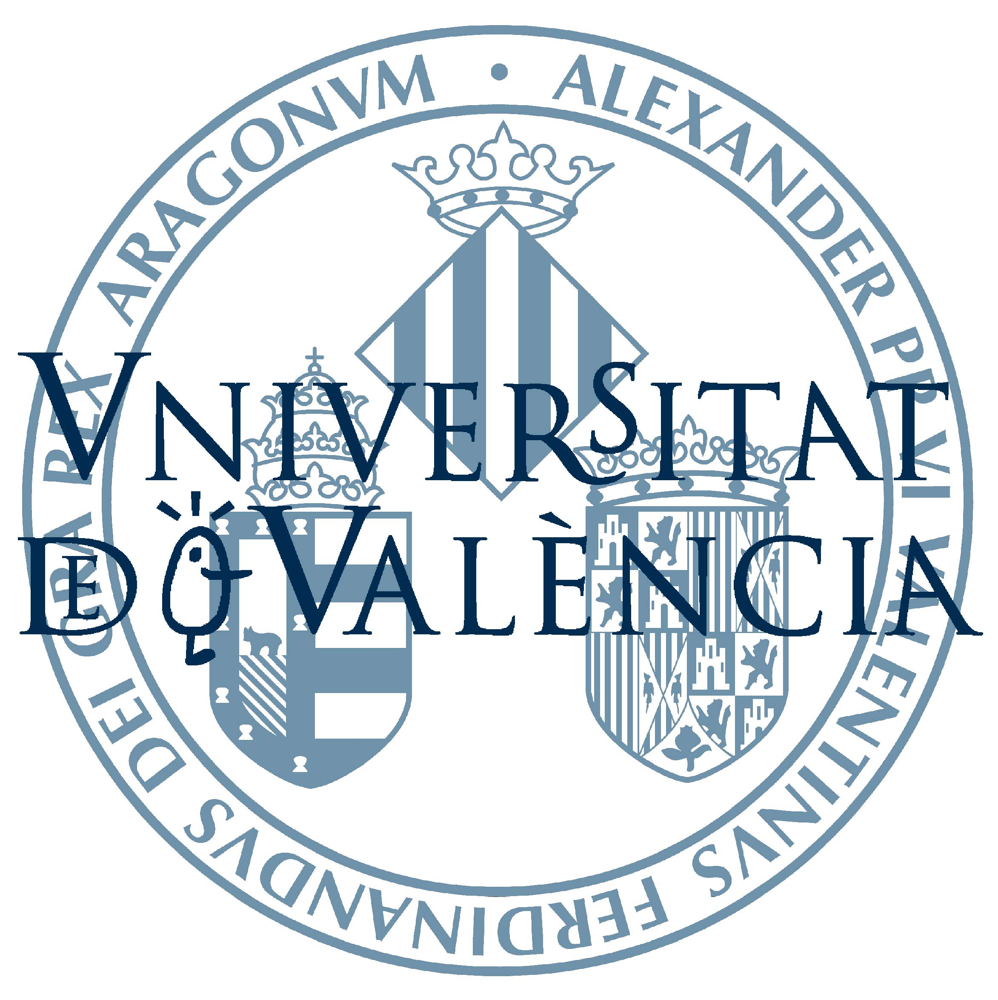 VNIVERSITAT
DE VALÈNCIA
· ALEXANDER PP. VI VALENTINVS FERDINANDVS DEI GRA REX ARAGONVM